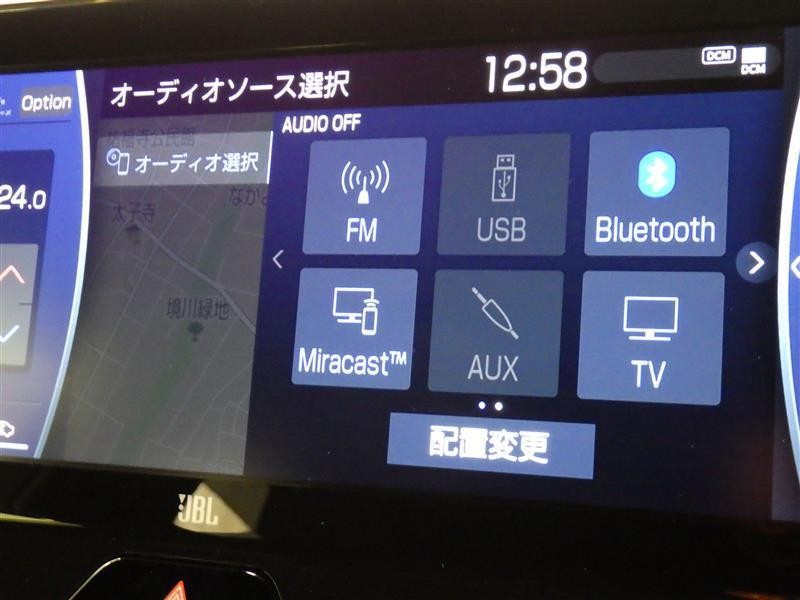 オーディオソース選択
12:58
DCM
DCM
Option
AUDIO OFF
オーディオ選択
24.0
太子寺
境川緑地
FM
USB
Bluetooth
Miracast™
AUX
TV
配置変更
JBL